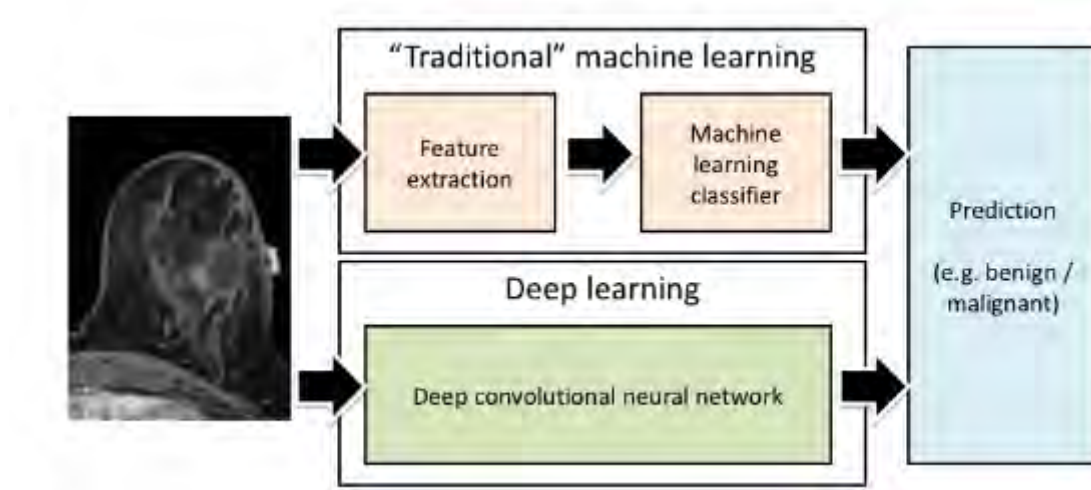 “Traditional” machine learning
Feature
extraction
Machine
learning
classifier
Deep learning
Deep convolutional neural network
Prediction
(e.g. benign /
malignant)